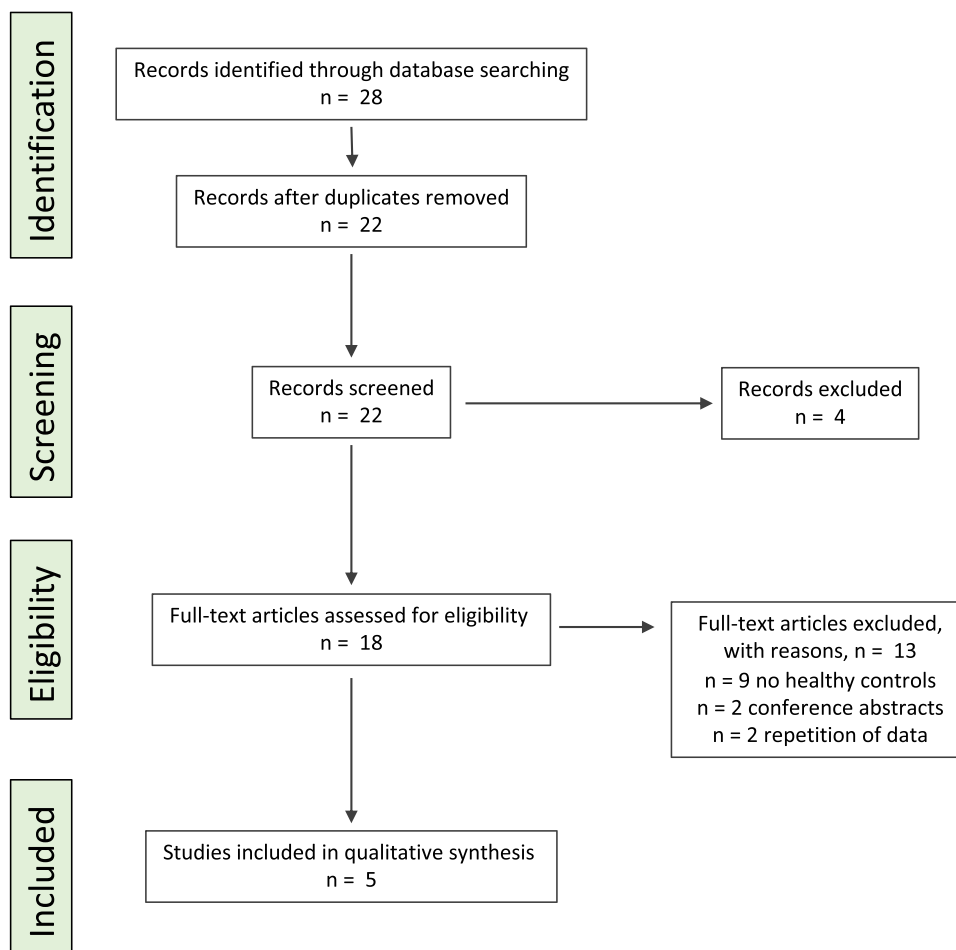 Identification
Records identified through database searching
n = 28
Records after duplicates removed
n = 22
Screening
Records screened
n = 22
Records excluded
n = 4
Eligibility
Full-text articles assessed for eligibility
n = 18
Full-text articles excluded,
with reasons, n = 13
n = 9 no healthy controls
n = 2 conference abstracts
n = 2 repetition of data
Included
Studies included in qualitative synthesis
n = 5